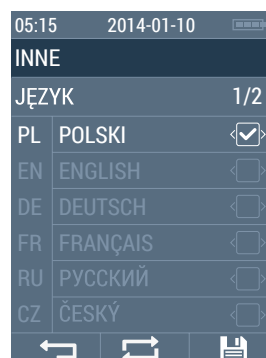 05:15 2014-01-10
INNE
JĘZYK 1/2
PL POLSKI
EN ENGLISH
DE DEUTSCH
FR FRANÇAIS
RU РУССКИЙ
CZ ČESKÝ